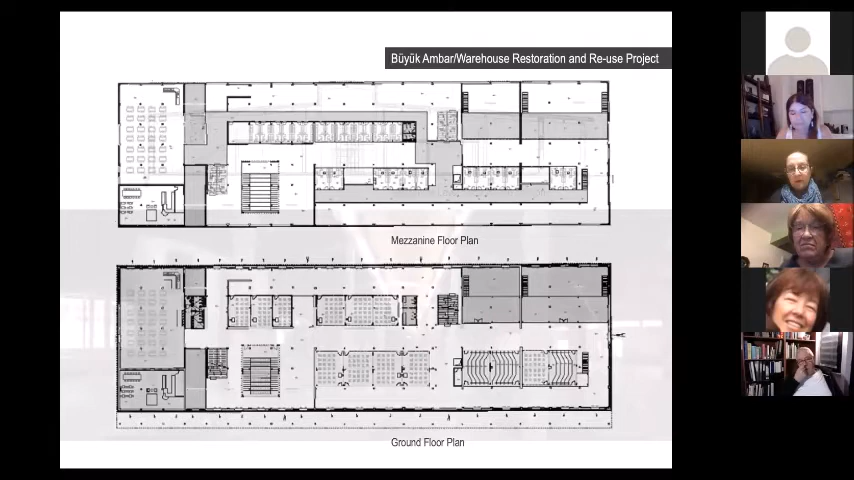 Büyük Ambar/Warehouse Restoration and Re-use Project
Mezzanine Floor Plan
Ground Floor Plan